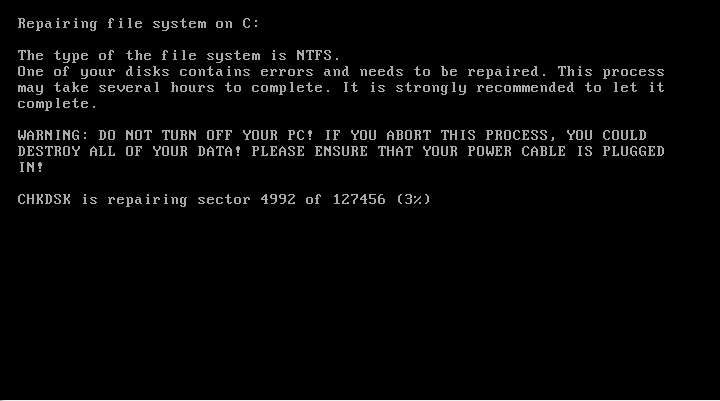 Repairing file system on C:
The type of the file system is NTFS.
One of your disks contains errors and needs to be repaired. This process
may take several hours to complete. It is strongly recommended to let it
complete.
WARNING: DO NOT TURN OFF YOUR PC! IF YOU ABORT THIS PROCESS, YOU COULD
DESTROY ALL OF YOUR DATA! PLEASE ENSURE THAT YOUR POWER CABLE IS PLUGGED
IN!
CHKDSK is repairing sector 4992 of 127456 (3%)